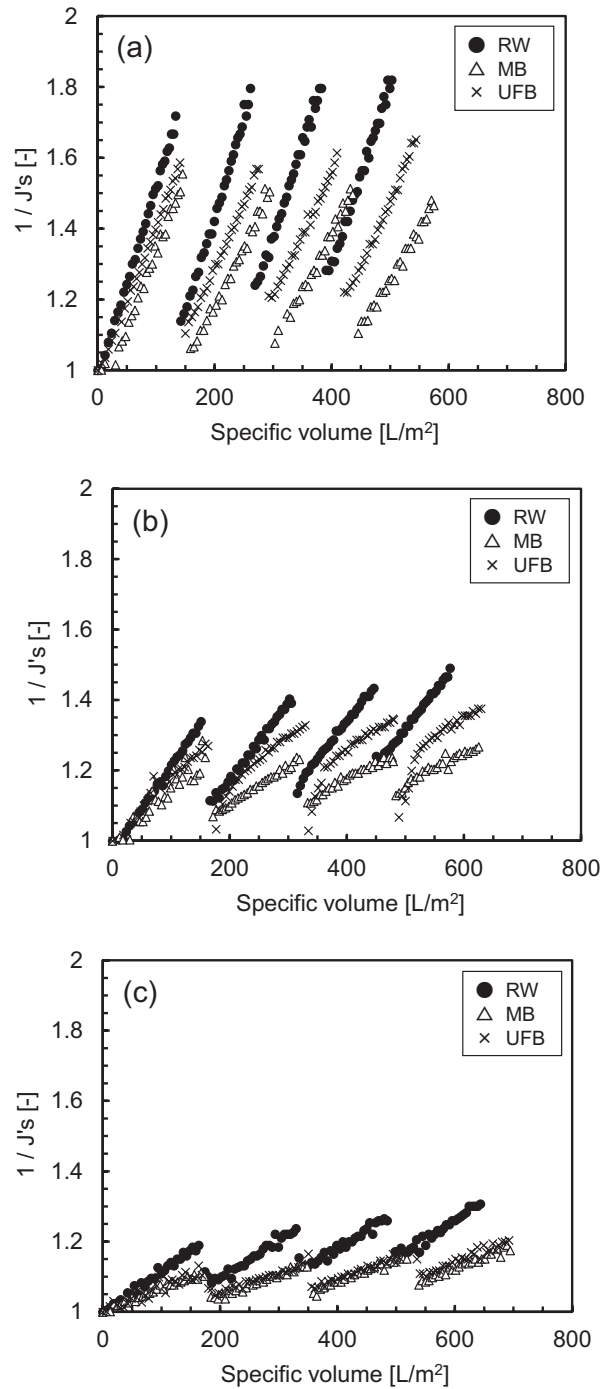 (a)
RW
MB
UFB
2
1.8
1.6
1.4
1.2
1
1 / J's [-]
0 200 400 600 800
Specific volume [L/m²]
(b)
RW
MB
UFB
2
1.8
1.6
1.4
1.2
1
1 / J's [-]
0 200 400 600 800
Specific volume [L/m²]
(c)
RW
MB
UFB
2
1.8
1.6
1.4
1.2
1
1 / J's [-]
0 200 400 600 800
Specific volume [L/m²]